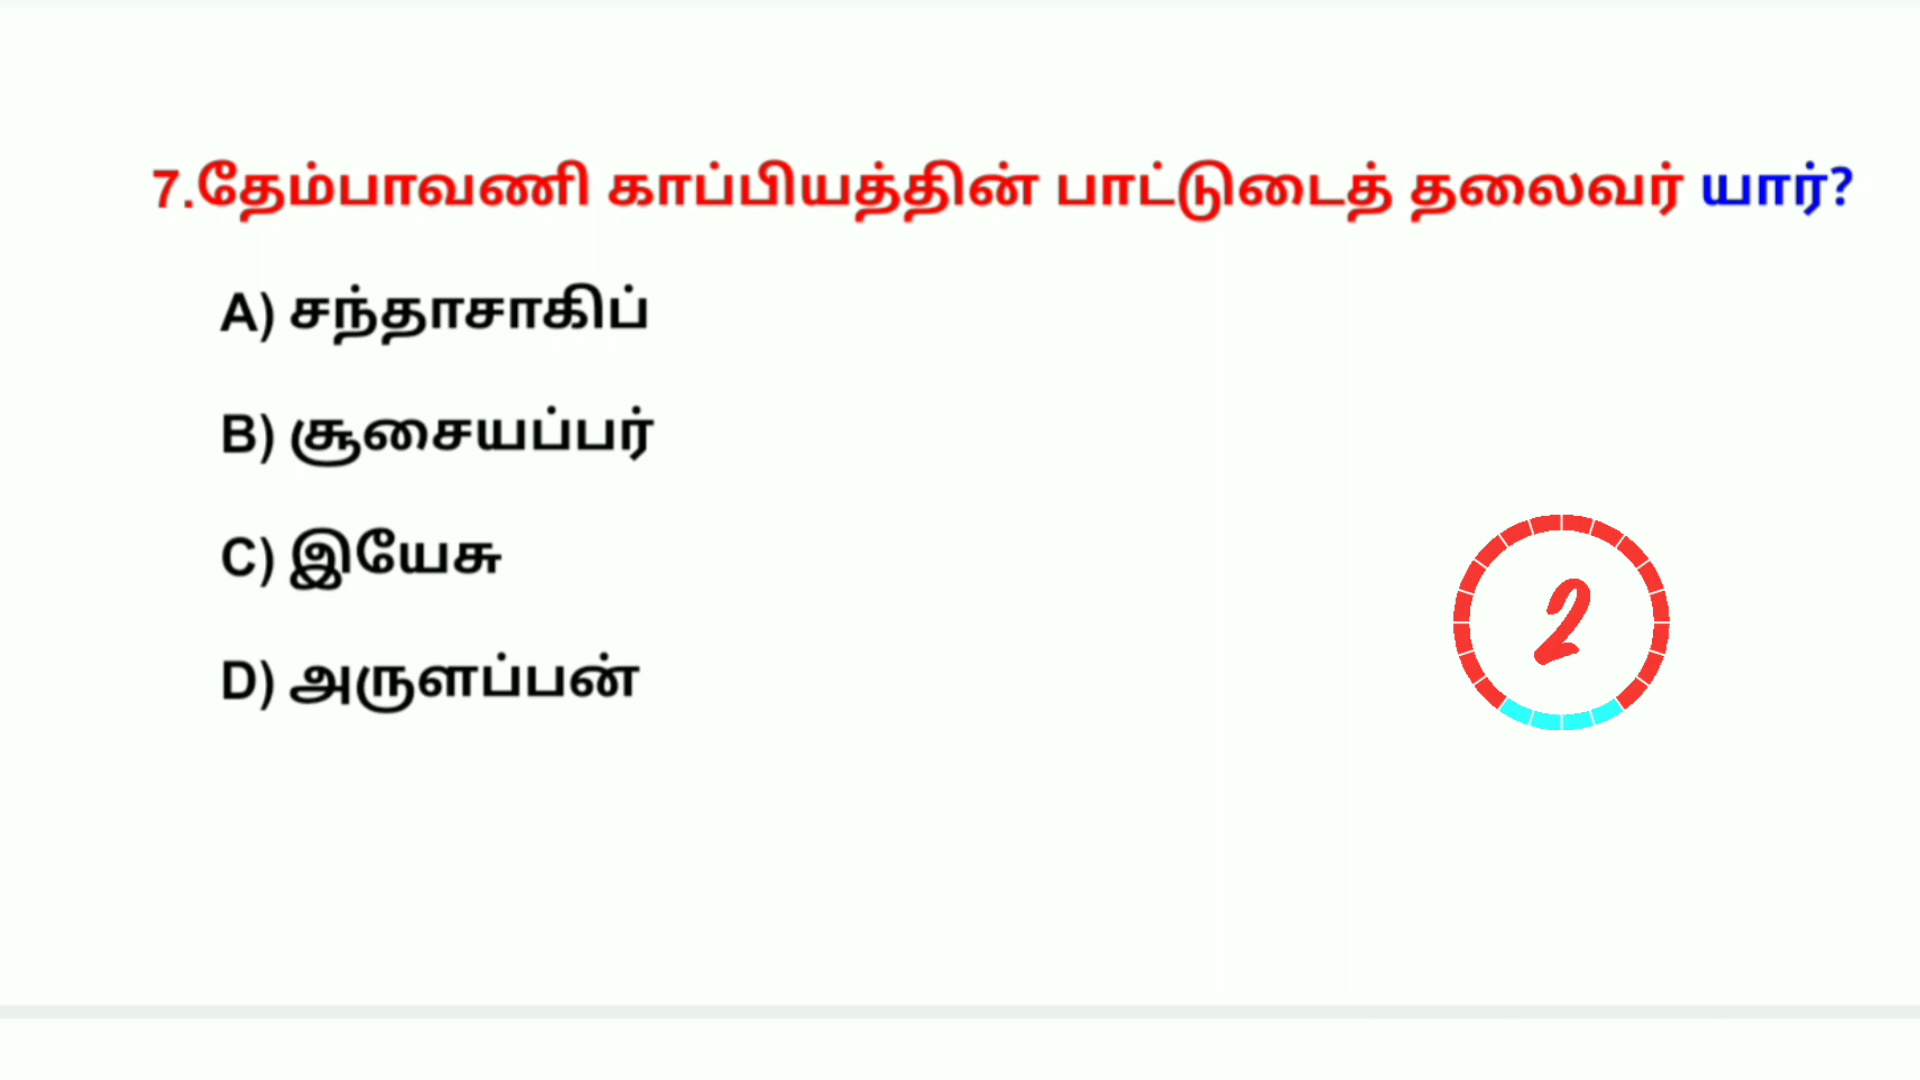 7.தேம்பாவணி காப்பியத்தின் பாட்டுடைத் தலைவர் யார்?
A) சந்தாசாகிப்
B) சூசையப்பர்
C) இயேசு
D) அருளப்பன்
2